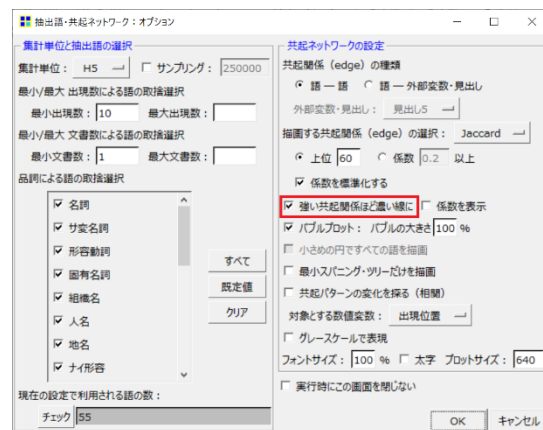 抽出語・共起ネットワーク：オプション
集計単位と抽出語の選択
集計単位： H5 サンプリング： 250000
最小/最大 出現数による語の取捨選択
最小出現数： 10 最大出現数：
最小/最大 文書数による語の取捨選択
最小文書数： 1 最大文書数：
品詞による語の取捨選択
名詞
サ変名詞
形容動詞
固有名詞
組織名
人名
地名
ナイ形容
すべて
既定値
クリア
現在の設定で利用される語の数：
チェック 55
共起ネットワークの設定
共起関係（edge）の種類
語 ― 語 語 ― 外部変数・見出し
外部変数・見出し： 見出し5
描画する共起関係（edge）の選択： Jaccard
上位 60 係数 0.2 以上
係数を標準化する
強い共起関係ほど濃い線に 係数を表示
バブルプロット： バブルの大きさ 100 %
小さめの円ですべての語を描画
最小スパニング・ツリーだけを描画
共起パターンの変化を探る（相関）
対象とする数値変数： 出現位置
グレースケールで表現
フォントサイズ： 100 % 太字 プロットサイズ： 640
実行時にこの画面を閉じない
OK キャンセル